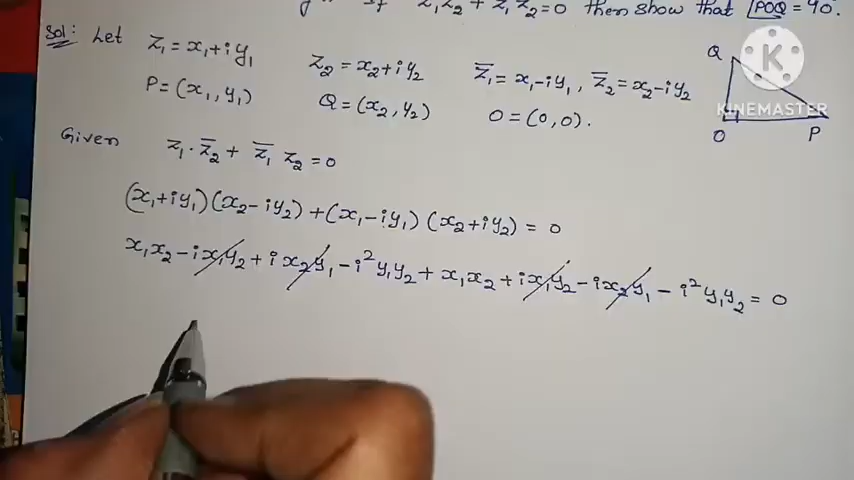 z₁z̄₂ + z̄₁z₂ = 0 then show that ∠POQ = 90°.
Sol: Let z₁ = x₁+iy₁ z₂ = x₂+iy₂ z̄₁ = x₁-iy₁, z̄₂ = x₂-iy₂
P = (x₁, y₁) Q = (x₂, y₂) O = (0, 0).
Q
K
KINEMASTER
O P
Given z₁·z̄₂ + z̄₁ z₂ = 0
(x₁+iy₁)(x₂-iy₂) + (x₁-iy₁)(x₂+iy₂) = 0
x₁x₂ - ix₁y₂ + ix₂y₁ - i²y₁y₂ + x₁x₂ + ix₁y₂ - ix₂y₁ - i²y₁y₂ = 0